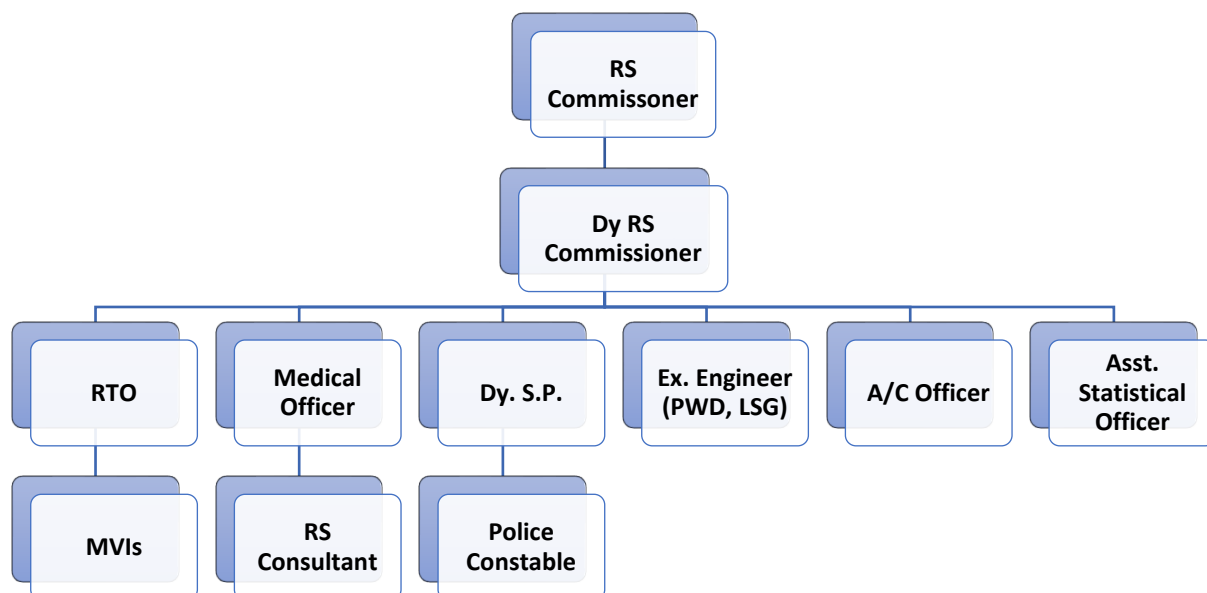 RS
Commissoner
Dy RS
Commissioner
RTO
Medical
Officer
Dy. S.P.
Ex. Engineer
(PWD, LSG)
A/C Officer
Asst.
Statistical
Officer
MVIs
RS
Consultant
Police
Constable